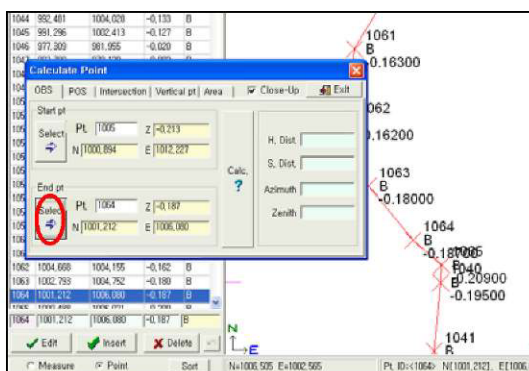 1044 992,481 1004,028 -0,133 B
1045 991,296 1002,413 -0,127 B
1046 977,309 981,955 -0,020 B
Calculate Point
OBS POS Intersection Vertical pt Area Close-Up Exit
Start pt
Select Pt. 1005 Z -0,213
N 1000,894 E 1012,227
End pt
Select Pt. 1064 Z -0,187
N 1001,212 E 1006,080
Calc.
?
H, Dist,
S, Dist,
Azimuth
Zenith
1062 1004,668 1004,155 -0,162 B
1063 1002,793 1004,752 -0,180 B
1064 1001,212 1006,080 -0,187 B
1064 1001,212 1006,080 -0,187 B
Edit Insert Delete
Measure Point Sort
1061
B
-0.16300
062
.16200
1063
B
-0.18000
1064
B
-0.18700
1040
B
-0.20900
-0.19500
1041
B
N
E
N=1006,505 E=1002,565 Pt, ID:<1064> N[1001,212], E[1006